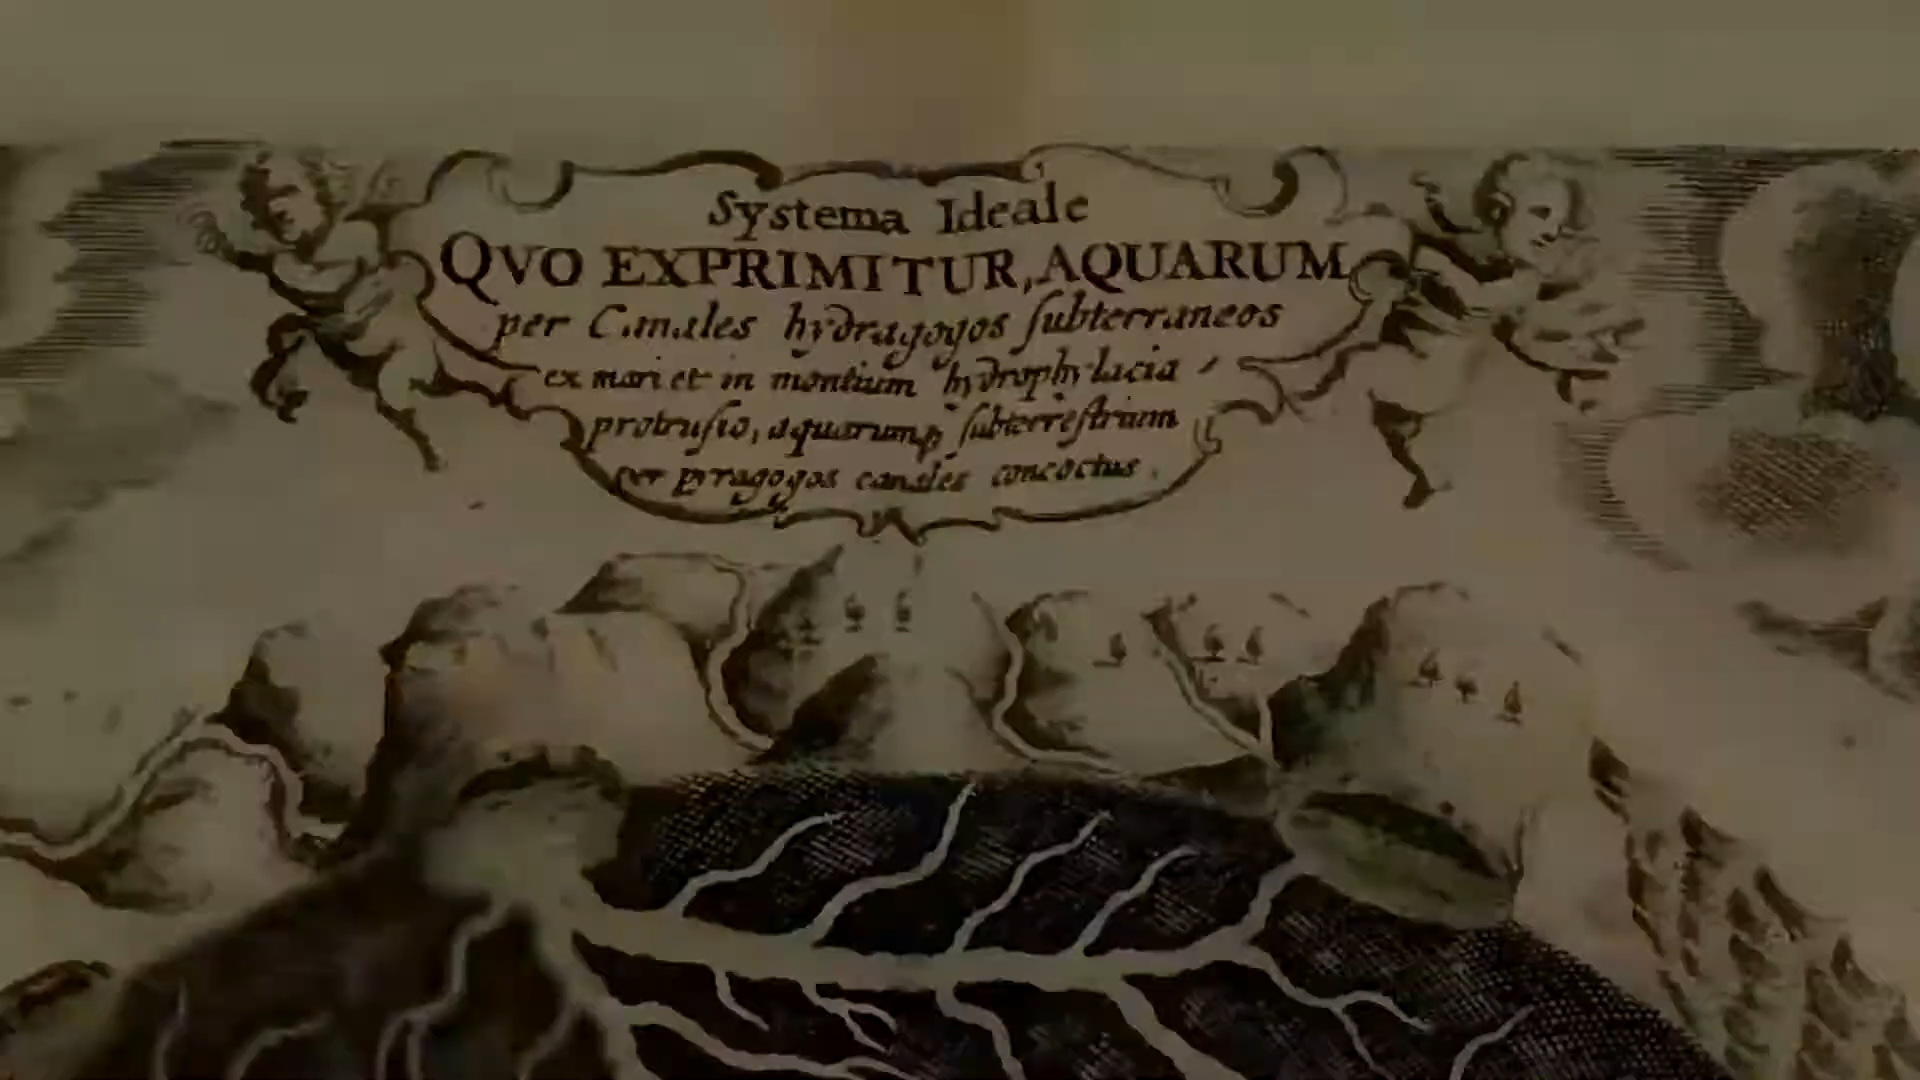 Systema Ideale
QVO EXPRIMITUR, AQUARUM
per Canales hydragogos ſubterraneos
ex mari et in montium hydrophylacia
protruſio, aquarumq; ſubterreſtrium
per pyragogos canales concoctus.